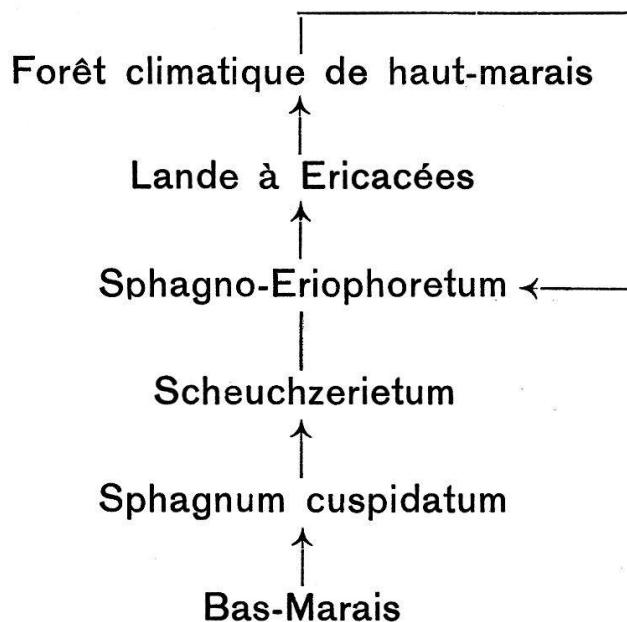 Forêt climatique de haut-marais
Lande à Ericacées
Sphagno-Eriophoretum
Scheuchzerietum
Sphagnum cuspidatum
Bas-Marais